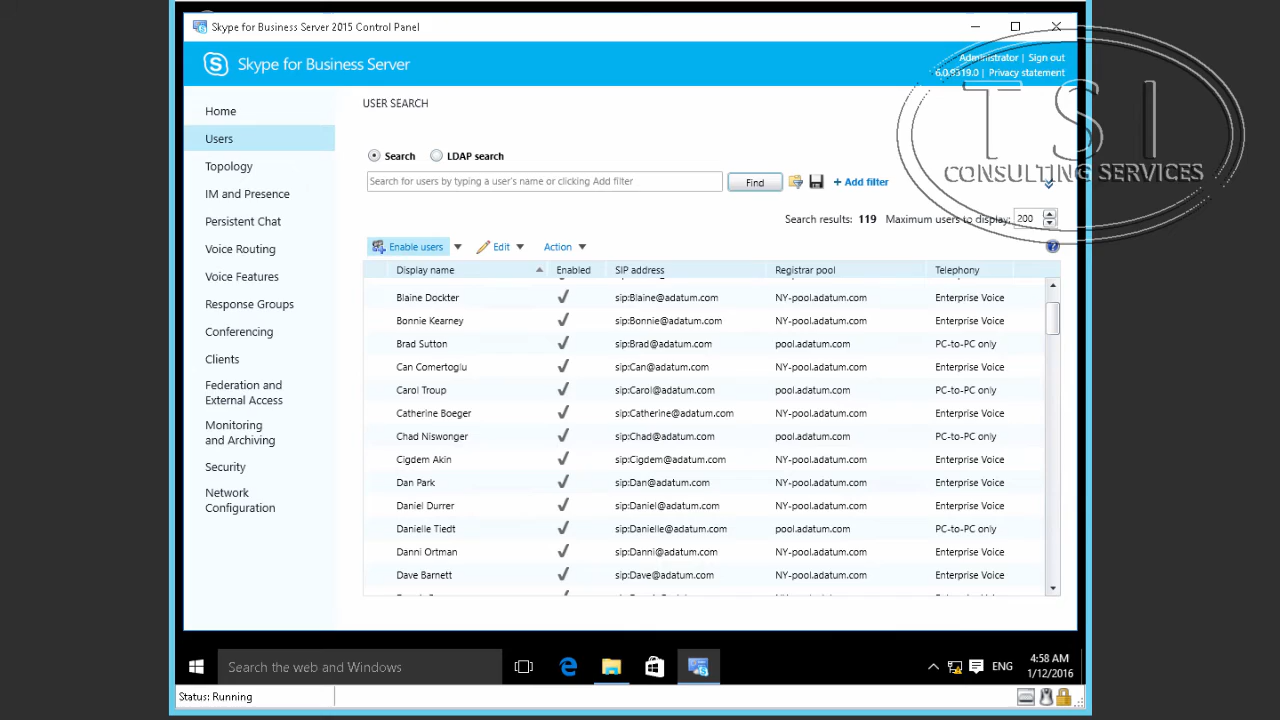 Skype for Business Server 2015 Control Panel
Skype for Business Server
Administrator | Sign out
6.0.9319.0 | Privacy statement
TSI
CONSULTING SERVICES
Home
Users
Topology
IM and Presence
Persistent Chat
Voice Routing
Voice Features
Response Groups
Conferencing
Clients
Federation and
External Access
Monitoring
and Archiving
Security
Network
Configuration
USER SEARCH
Search LDAP search
Search for users by typing a user's name or clicking Add filter Find + Add filter
Search results: 119 Maximum users to display: 200
Enable users Edit Action
Display name Enabled SIP address Registrar pool Telephony
Blaine Dockter sip:Blaine@adatum.com NY-pool.adatum.com Enterprise Voice
Bonnie Kearney sip:Bonnie@adatum.com NY-pool.adatum.com Enterprise Voice
Brad Sutton sip:Brad@adatum.com pool.adatum.com PC-to-PC only
Can Comertoglu sip:Can@adatum.com NY-pool.adatum.com Enterprise Voice
Carol Troup sip:Carol@adatum.com pool.adatum.com PC-to-PC only
Catherine Boeger sip:Catherine@adatum.com NY-pool.adatum.com Enterprise Voice
Chad Niswonger sip:Chad@adatum.com pool.adatum.com PC-to-PC only
Cigdem Akin sip:Cigdem@adatum.com NY-pool.adatum.com Enterprise Voice
Dan Park sip:Dan@adatum.com NY-pool.adatum.com Enterprise Voice
Daniel Durrer sip:Daniel@adatum.com NY-pool.adatum.com Enterprise Voice
Danielle Tiedt sip:Danielle@adatum.com pool.adatum.com PC-to-PC only
Danni Ortman sip:Danni@adatum.com NY-pool.adatum.com Enterprise Voice
Dave Barnett sip:Dave@adatum.com NY-pool.adatum.com Enterprise Voice
Search the web and Windows
ENG
4:58 AM
1/12/2016
Status: Running